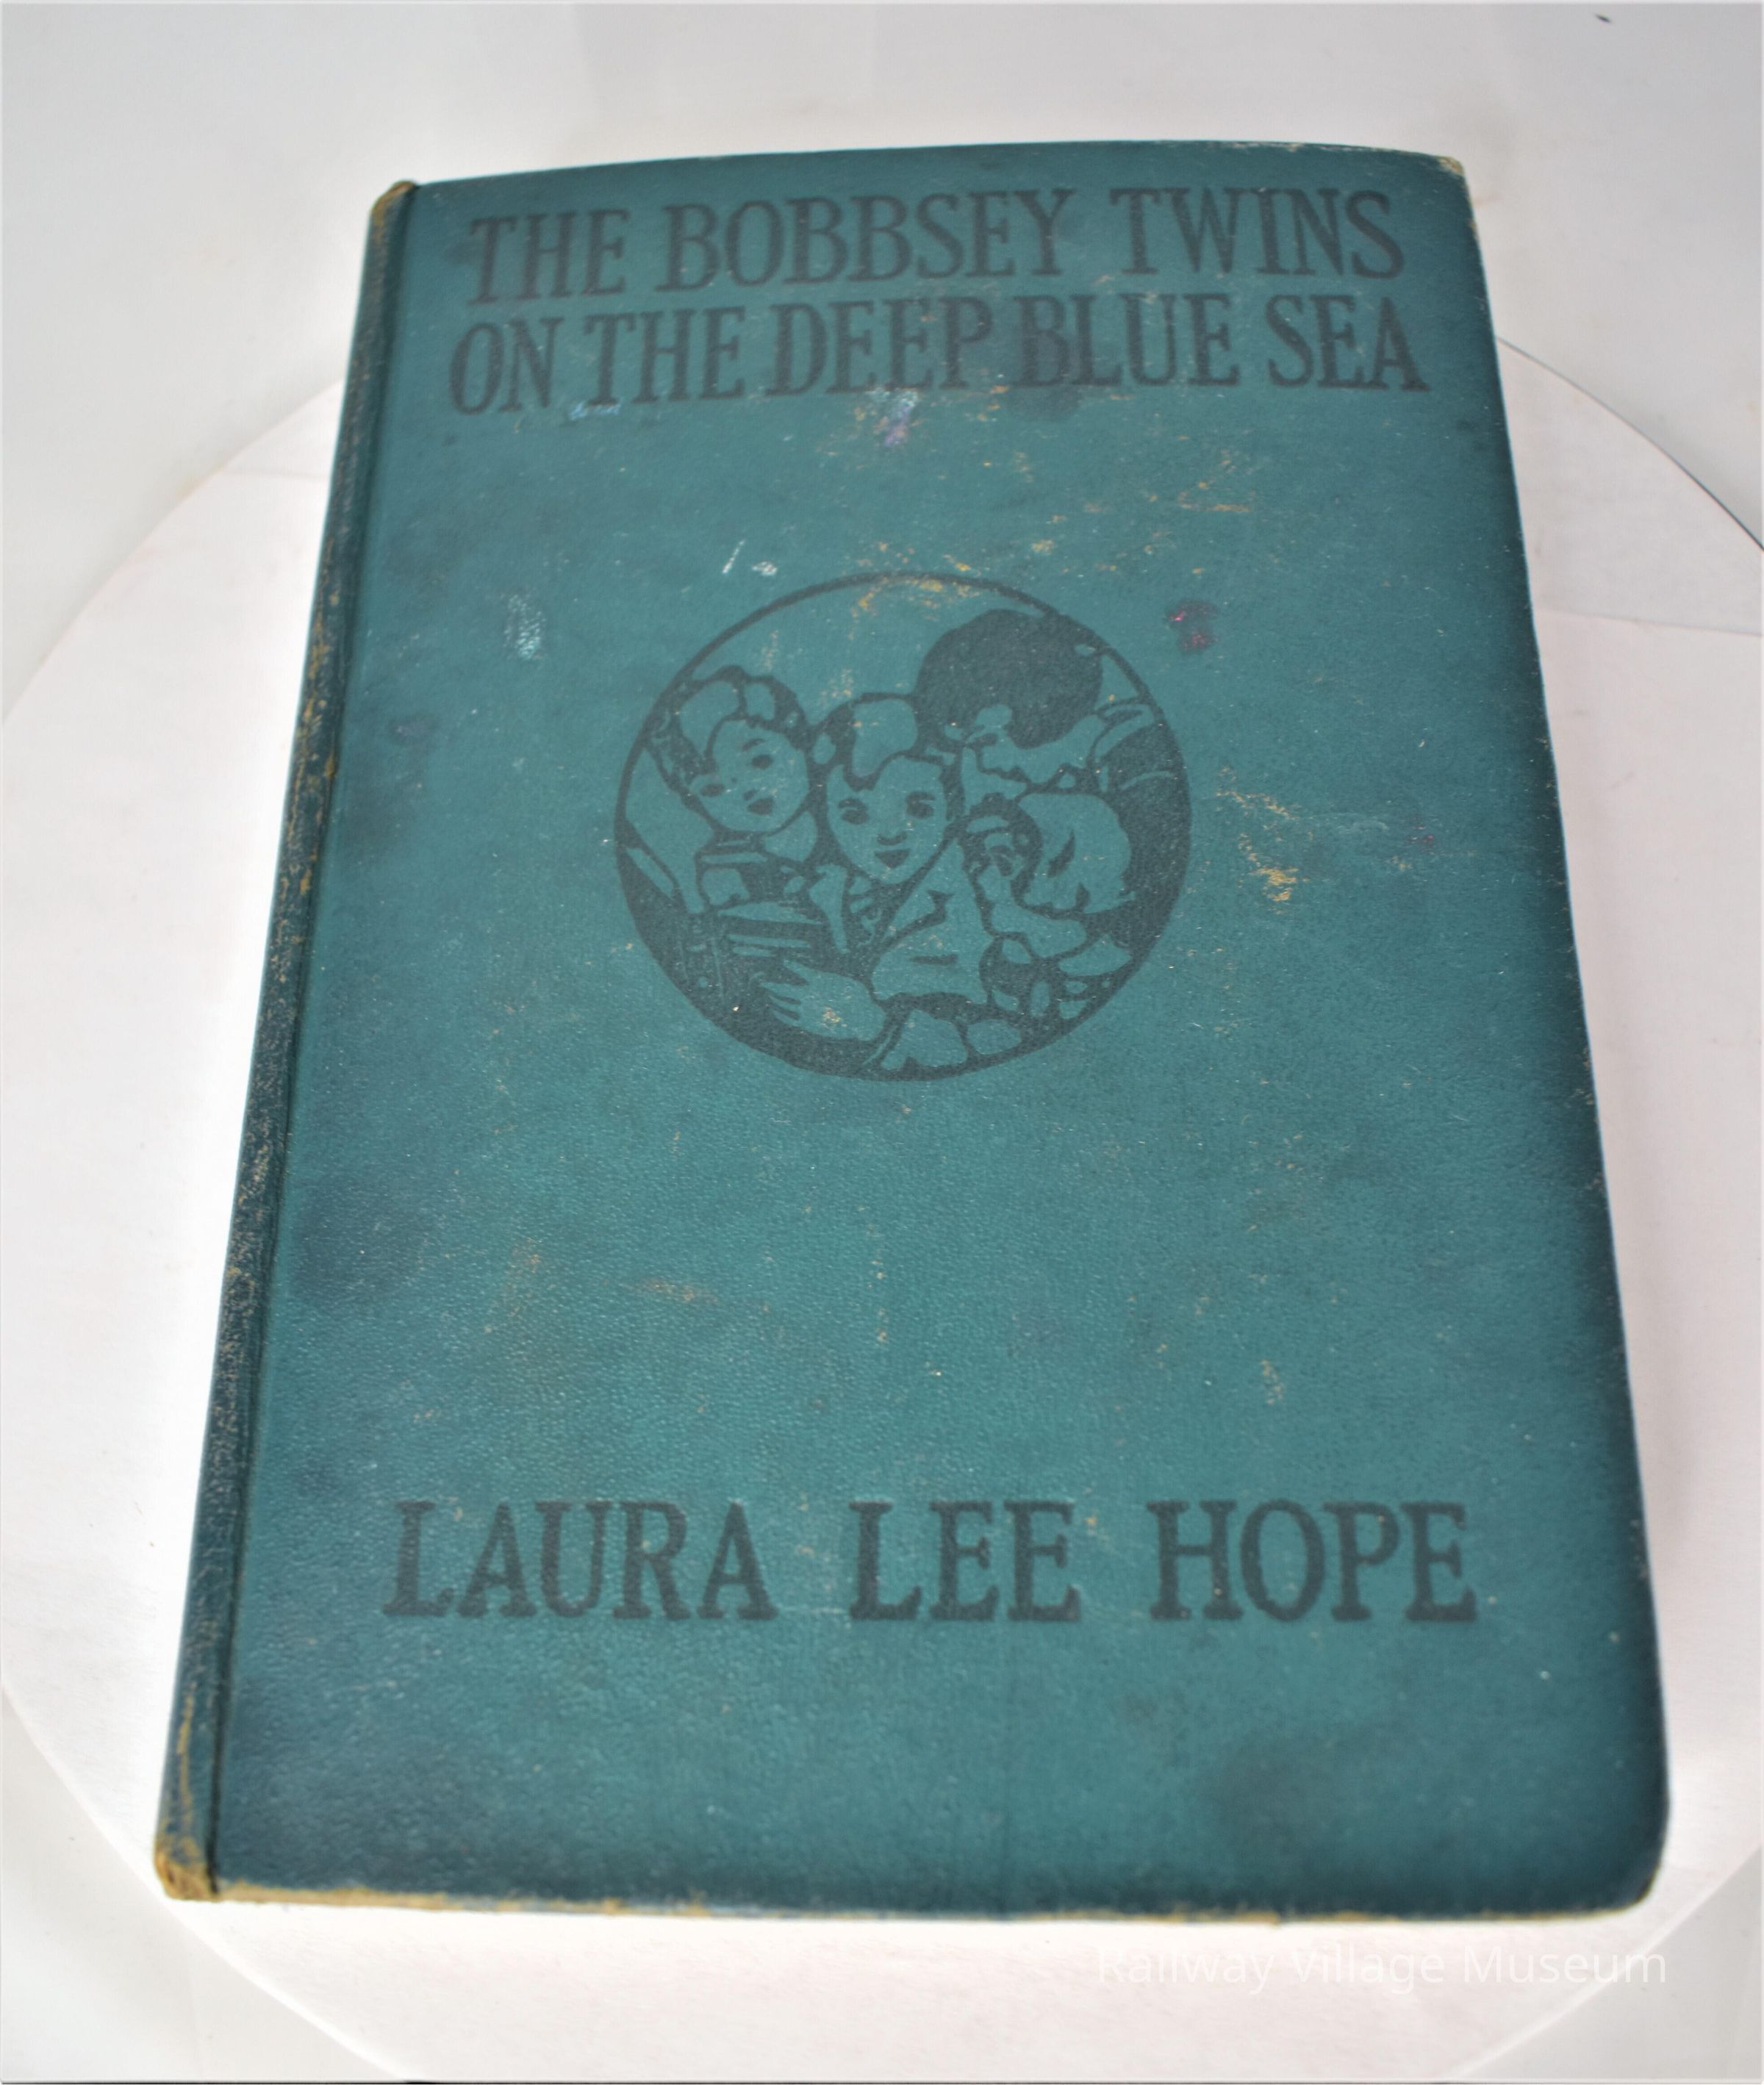 THE BOBBSEY TWINS
ON THE DEEP BLUE SEA
LAURA LEE HOPE
Railway Village Museum